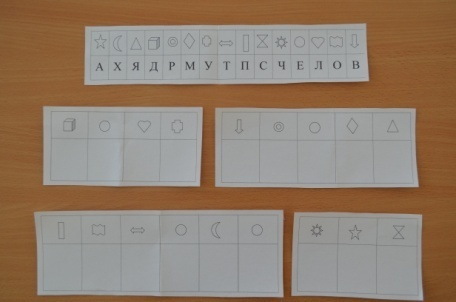 А Х Я Д Р М У Т П С Ч Е Л О В